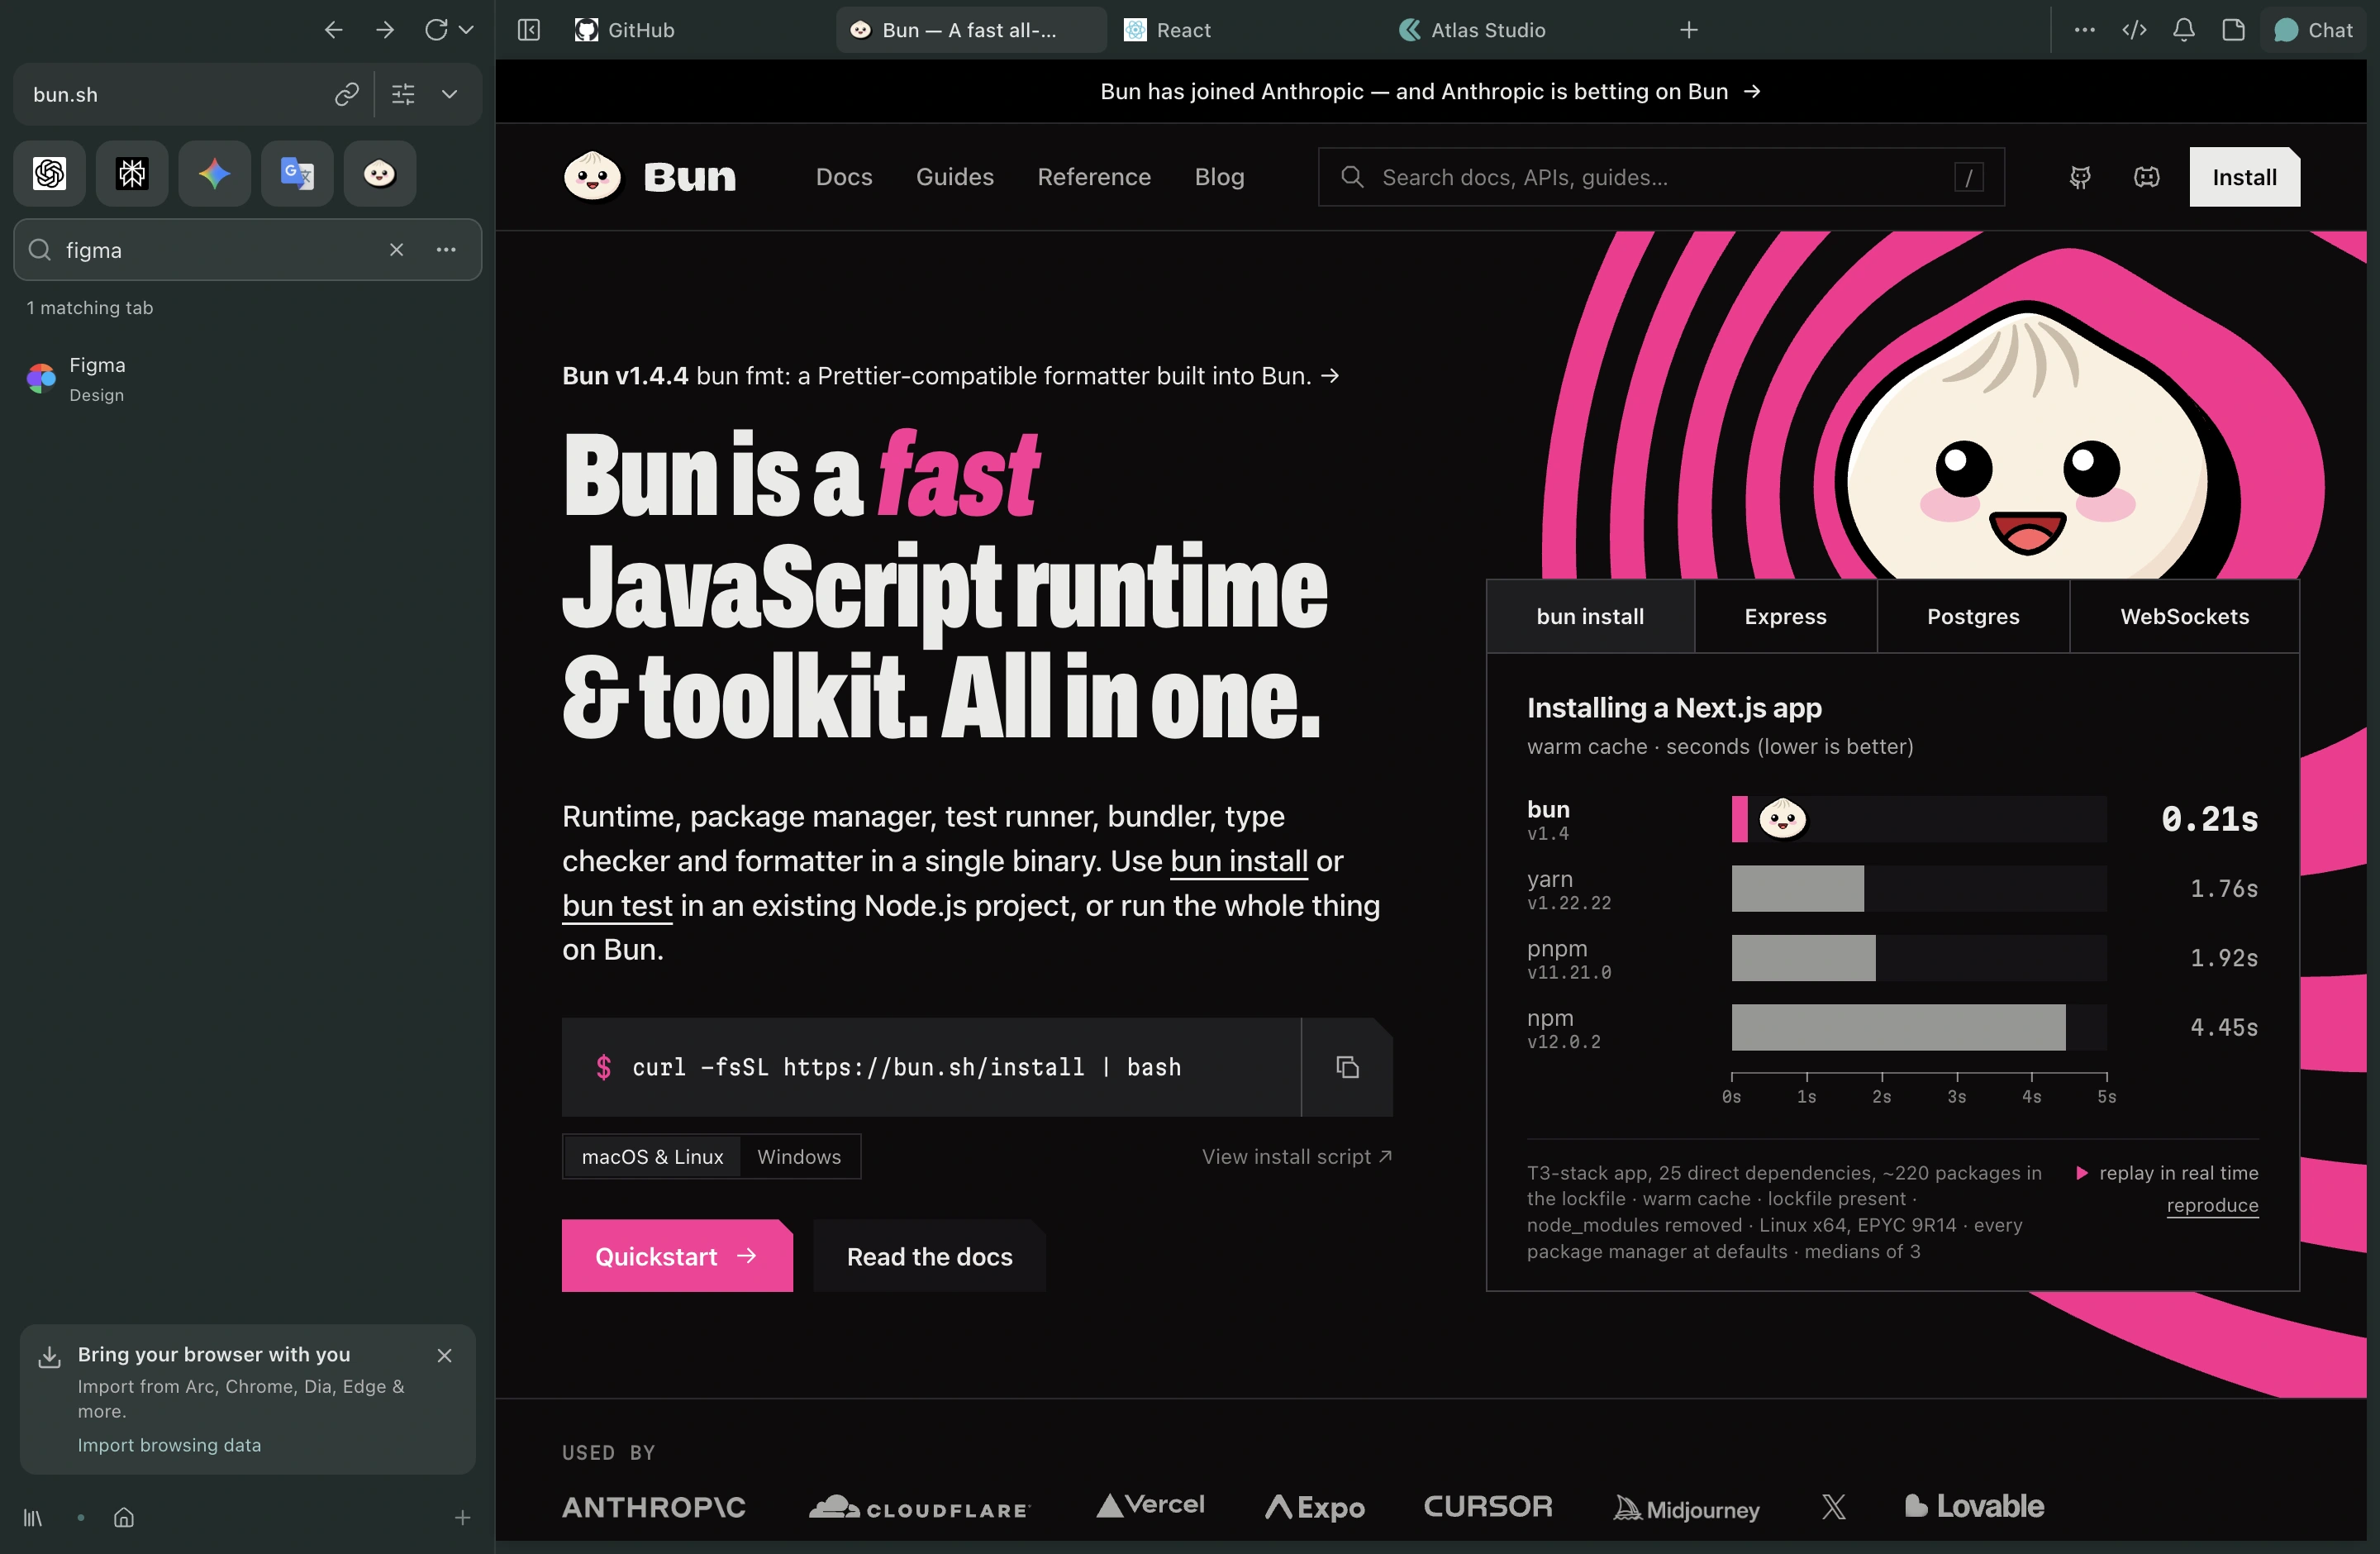 GitHub
Bun — A fast all-...
React
Atlas Studio
Chat
bun.sh
figma
1 matching tab
Figma
Design
Bring your browser with you
Import from Arc, Chrome, Dia, Edge &
more.
Import browsing data
Bun has joined Anthropic — and Anthropic is betting on Bun →
Bun
Docs
Guides
Reference
Blog
Search docs, APIs, guides...
/
Install
Bun v1.4.4 bun fmt: a Prettier-compatible formatter built into Bun. →
Bun is a fast
JavaScript runtime
& toolkit. All in one.
Runtime, package manager, test runner, bundler, type
checker and formatter in a single binary. Use bun install or
bun test in an existing Node.js project, or run the whole thing
on Bun.
$ curl -fsSL https://bun.sh/install | bash
macOS & Linux
Windows
View install script ↗
Quickstart →
Read the docs
bun install
Express
Postgres
WebSockets
Installing a Next.js app
warm cache · seconds (lower is better)
bun
v1.4
0.21s
yarn
v1.22.22
1.76s
pnpm
v11.21.0
1.92s
npm
v12.0.2
4.45s
0s 1s 2s 3s 4s 5s
T3-stack app, 25 direct dependencies, ~220 packages in
the lockfile · warm cache · lockfile present ·
node_modules removed · Linux x64, EPYC 9R14 · every
package manager at defaults · medians of 3
▶ replay in real time
reproduce
USED BY
ANTHROP\C
CLOUDFLARE
Vercel
Expo
CURSOR
Midjourney
X
Lovable